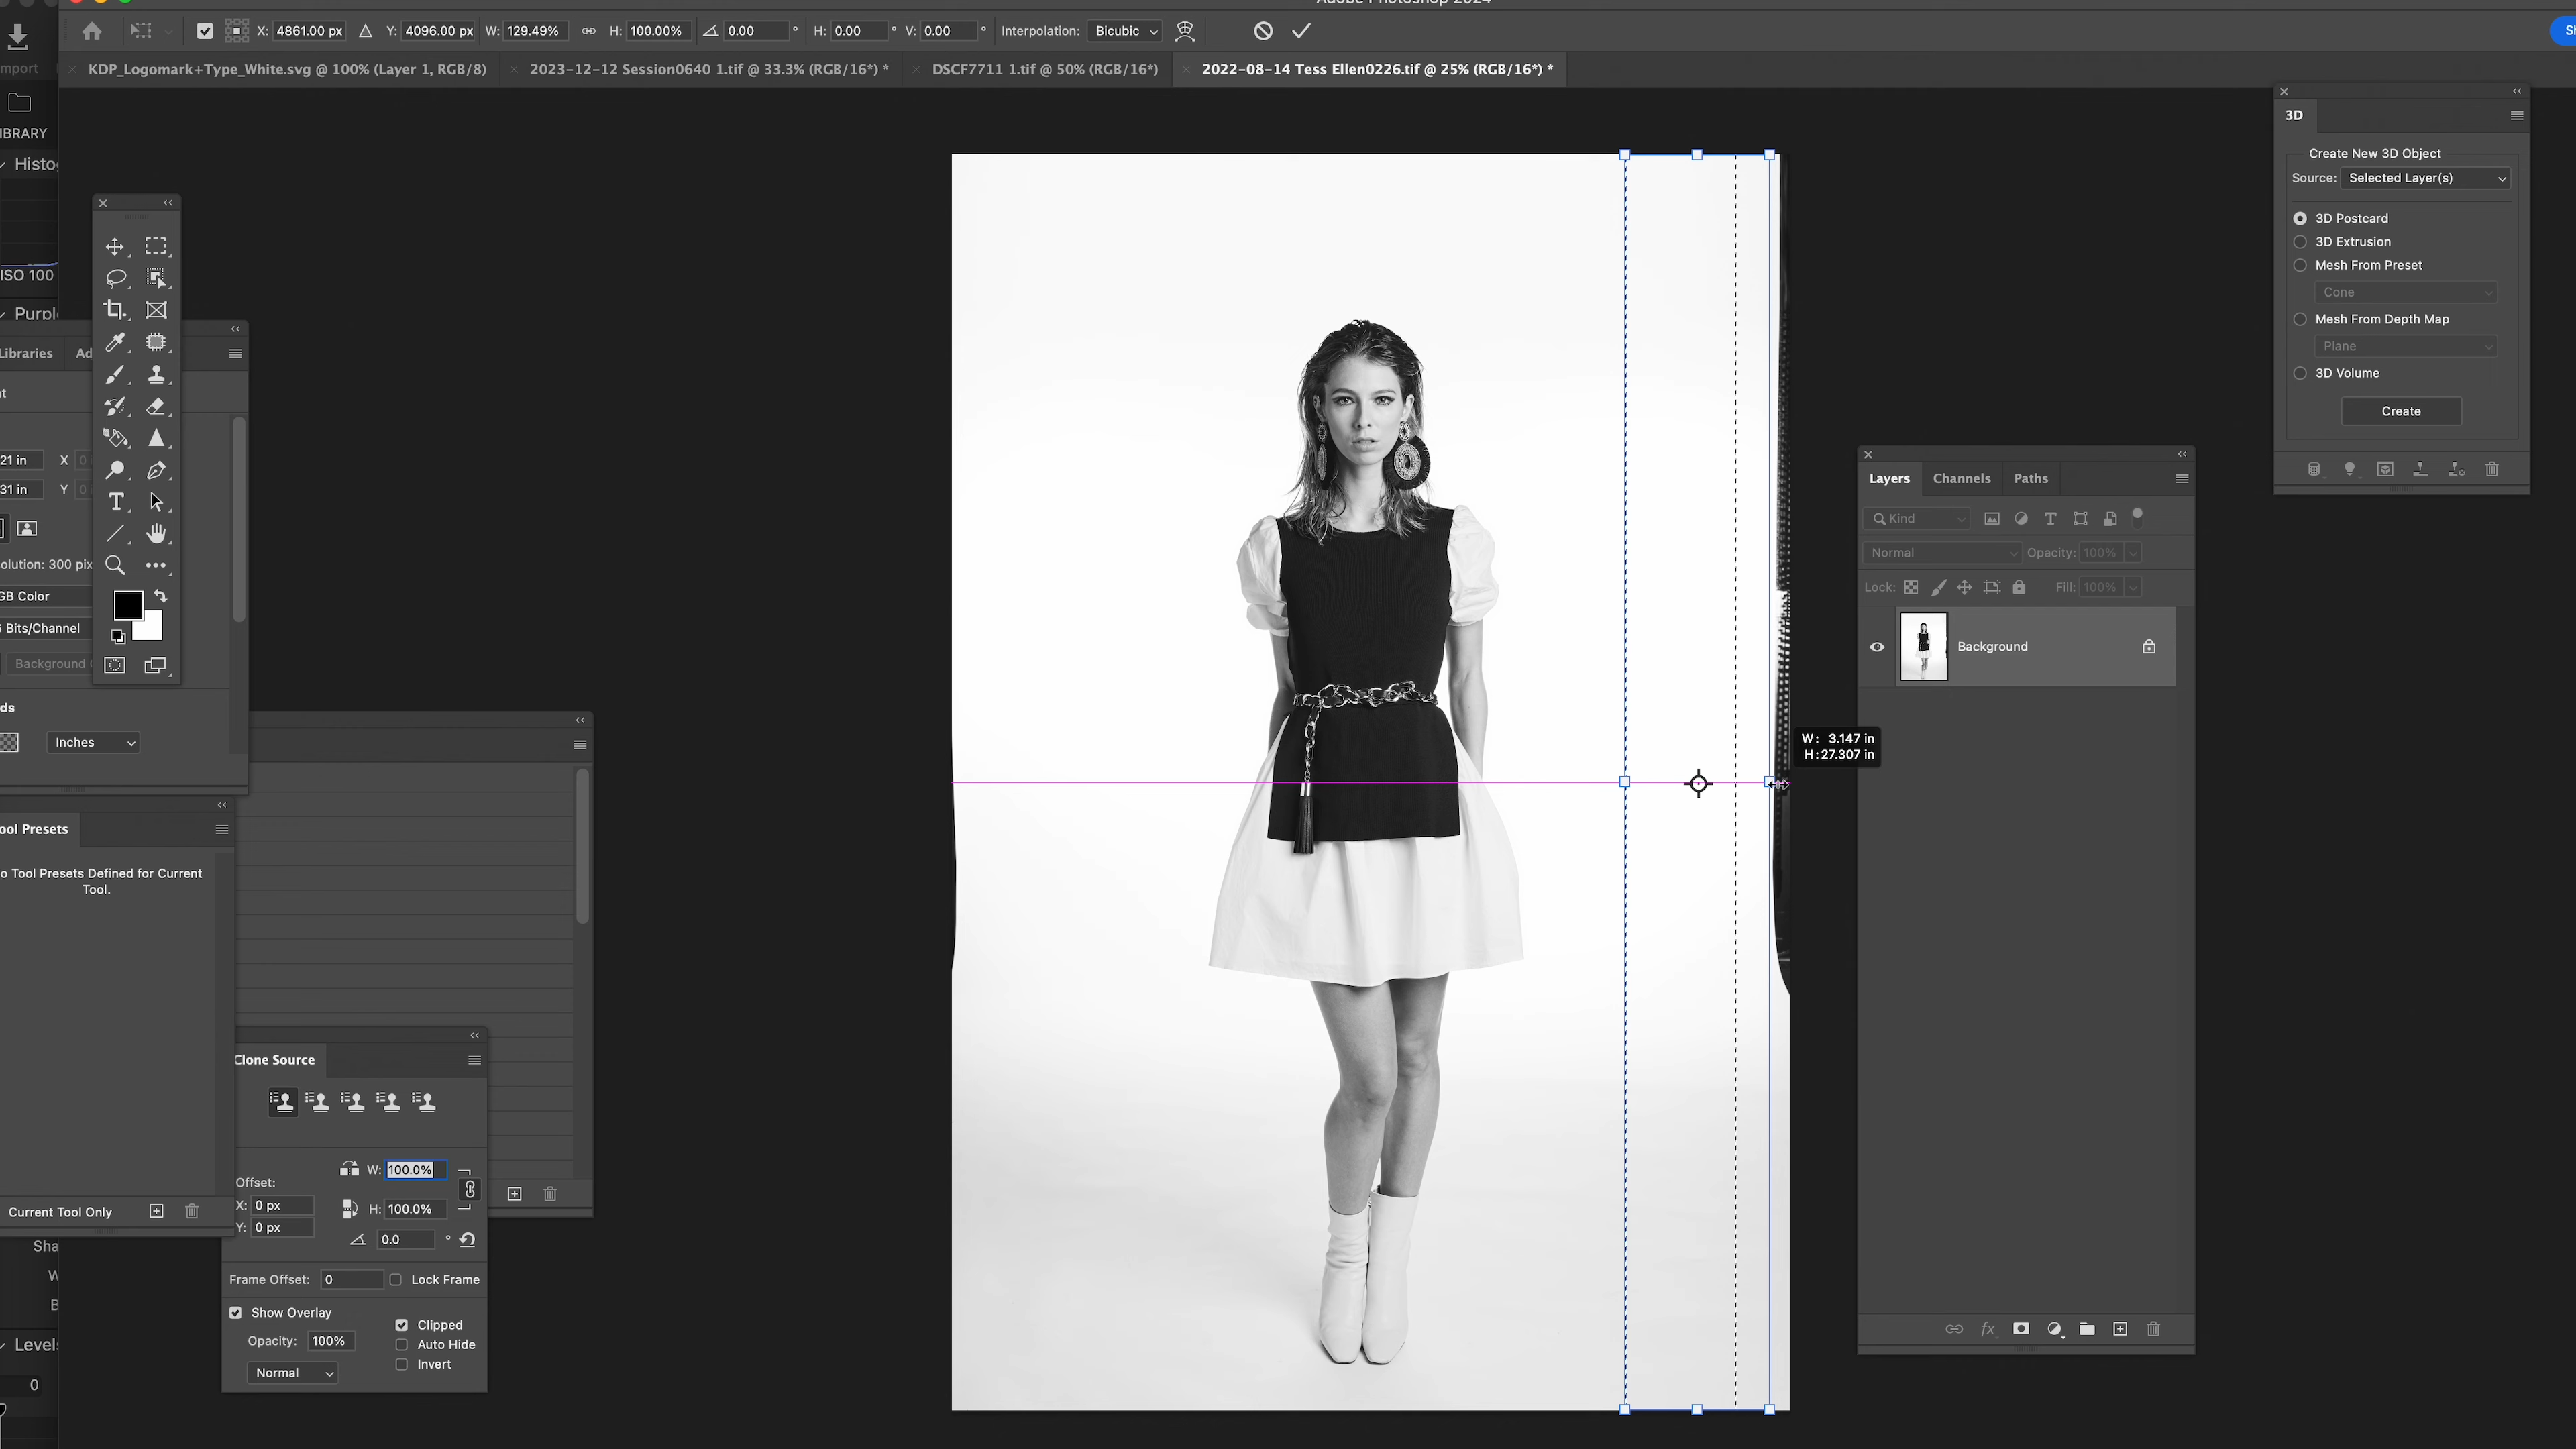 X: 4861.00 px Y: 4096.00 px W: 129.49% H: 100.00% 0.00 ° H: 0.00 ° V: 0.00 ° Interpolation: Bicubic
KDP_Logomark+Type_White.svg @ 100% (Layer 1, RGB/8)
2023-12-12 Session0640 1.tif @ 33.3% (RGB/16*) *
DSCF7711 1.tif @ 50% (RGB/16*)
2022-08-14 Tess Ellen0226.tif @ 25% (RGB/16*) *
mport
IBRARY
Histo
ISO 100
Purpl
Libraries Ad
nt
21 in X 0
31 in Y 0
olution: 300 pix
GB Color
6 Bits/Channel
Background
ds
Inches
ool Presets
o Tool Presets Defined for Current
Tool.
Current Tool Only
Sha
W
B
Levels
0
Clone Source
W: 100.0%
Offset:
X: 0 px
H: 100.0%
Y: 0 px
0.0 °
Frame Offset: 0 Lock Frame
Show Overlay
Clipped
Opacity: 100%
Auto Hide
Invert
Normal
W: 3.147 in
H: 27.307 in
3D
Create New 3D Object
Source: Selected Layer(s)
3D Postcard
3D Extrusion
Mesh From Preset
Cone
Mesh From Depth Map
Plane
3D Volume
Create
Layers Channels Paths
Kind
Normal Opacity: 100%
Lock: Fill: 100%
Background